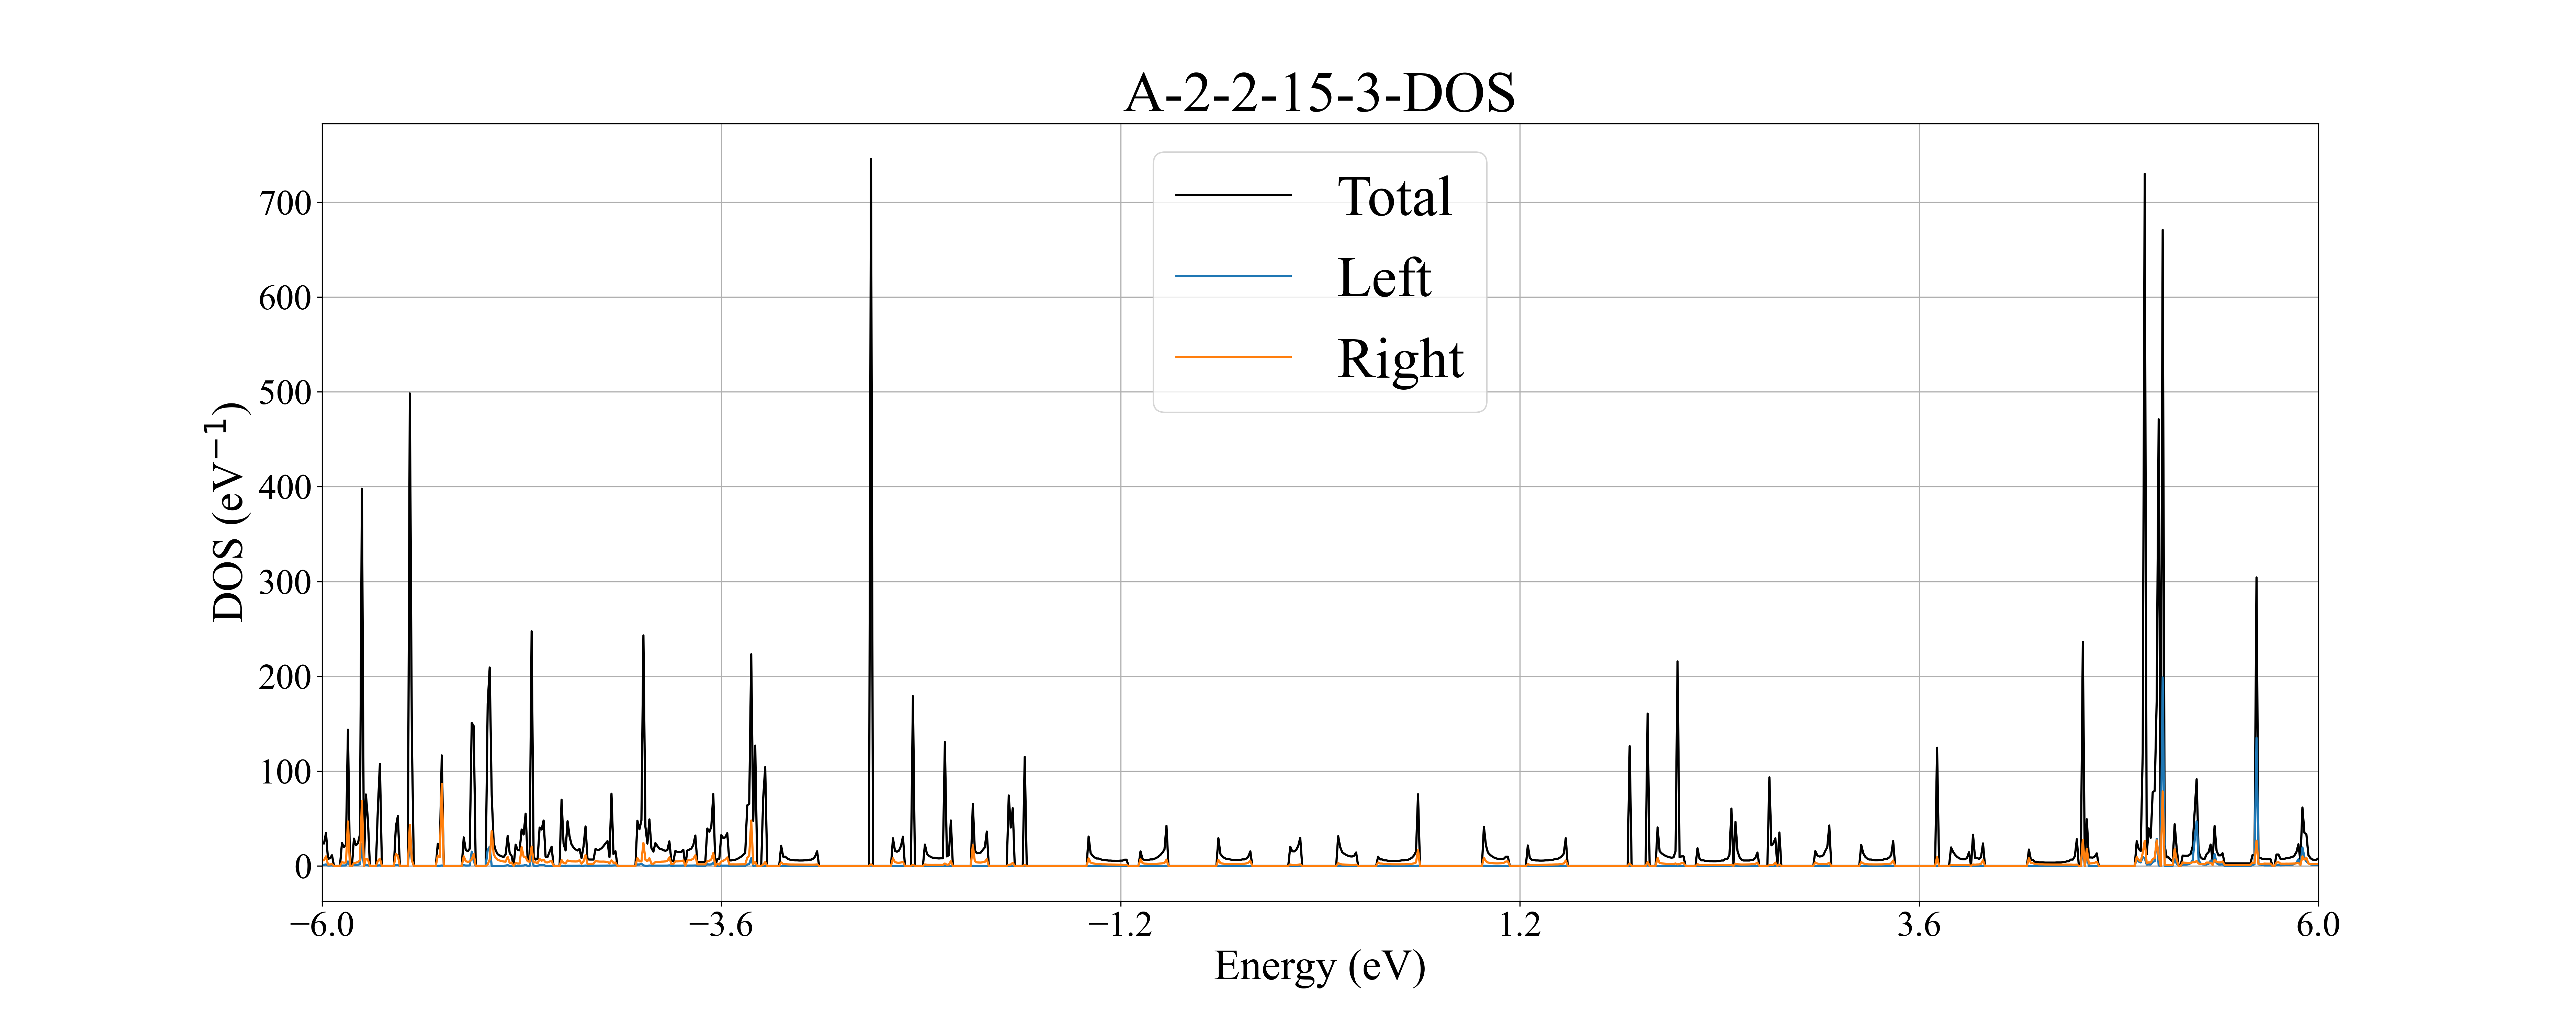 A-2-2-15-3-DOS
Total
Left
Right
700
600
500
400
300
200
100
0
DOS (eV⁻¹)
−6.0 −3.6 −1.2 1.2 3.6 6.0
Energy (eV)